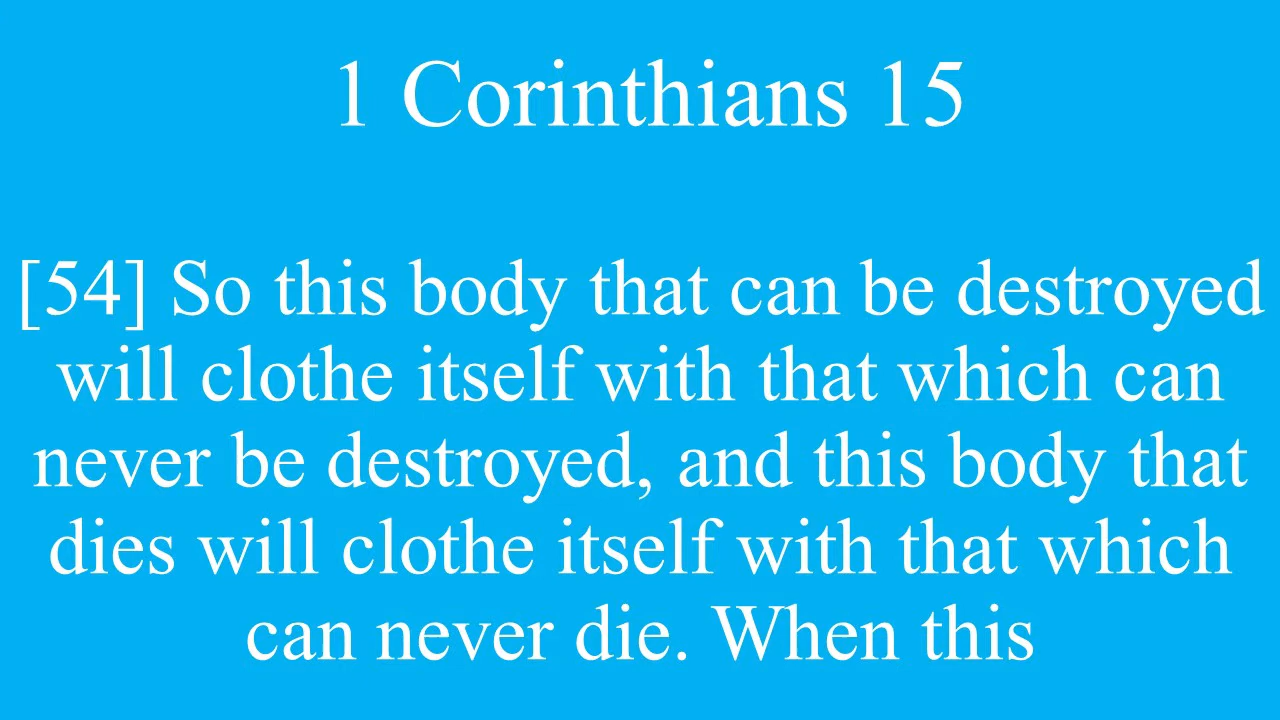 1 Corinthians 15
[54] So this body that can be destroyed
will clothe itself with that which can
never be destroyed, and this body that
dies will clothe itself with that which
can never die. When this